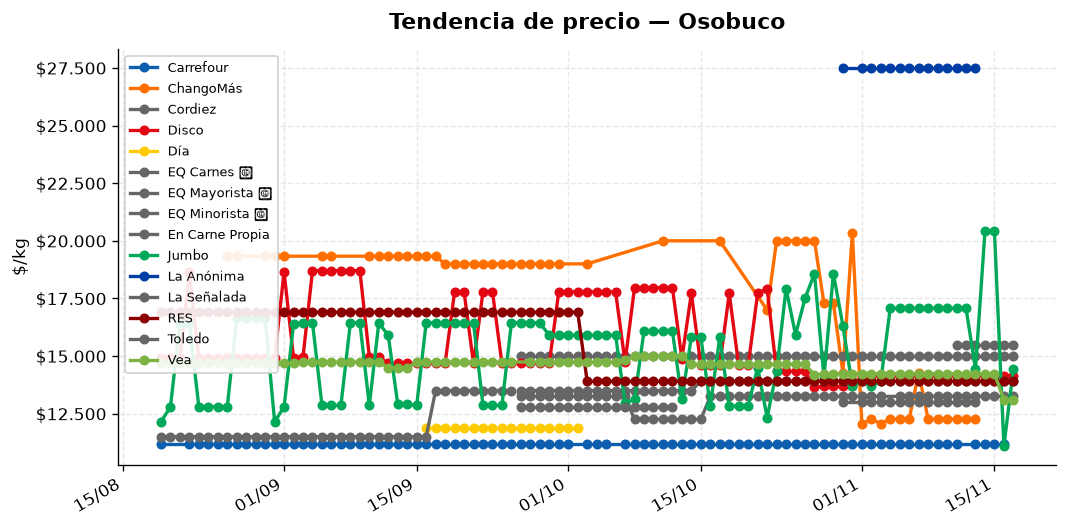 Tendencia de precio — Osobuco
$/kg
$27.500
$25.000
$22.500
$20.000
$17.500
$15.000
$12.500
Carrefour
ChangoMás
Cordiez
Disco
Día
EQ Carnes
EQ Mayorista
EQ Minorista
En Carne Propia
Jumbo
La Anónima
La Señalada
RES
Toledo
Vea
15/08
01/09
15/09
01/10
15/10
01/11
15/11